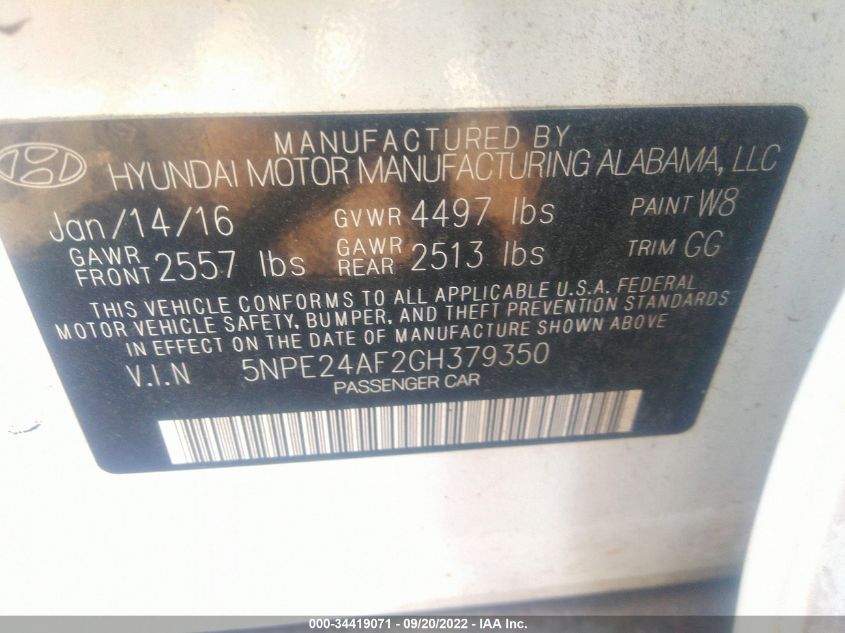 MANUFACTURED BY
HYUNDAI MOTOR MANUFACTURING ALABAMA, LLC
Jan/14/16 GVWR 4497 lbs PAINT W8
GAWR FRONT 2557 lbs GAWR REAR 2513 lbs TRIM GG
THIS VEHICLE CONFORMS TO ALL APPLICABLE U.S.A. FEDERAL
MOTOR VEHICLE SAFETY, BUMPER, AND THEFT PREVENTION STANDARDS
IN EFFECT ON THE DATE OF MANUFACTURE SHOWN ABOVE
V.I.N 5NPE24AF2GH379350
PASSENGER CAR
000-34419071 - 09/20/2022 - IAA Inc.